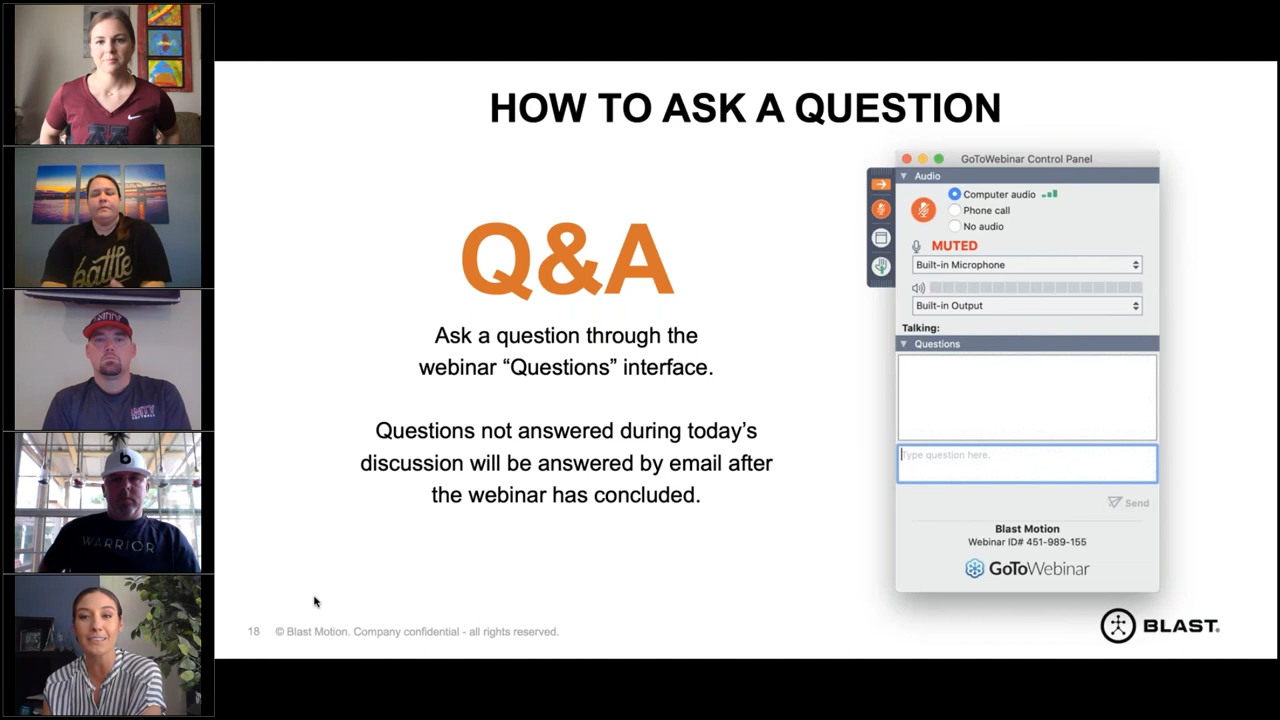 HOW TO ASK A QUESTION
Q&A
Ask a question through the
webinar “Questions” interface.
Questions not answered during today’s
discussion will be answered by email after
the webinar has concluded.
GoToWebinar Control Panel
Audio
Computer audio
Phone call
No audio
MUTED
Built-in Microphone
Built-in Output
Talking:
Questions
Type question here.
Send
Blast Motion
Webinar ID# 451-989-155
GoToWebinar
18 © Blast Motion. Company confidential - all rights reserved.
BLAST.
battle
UNITY
SOFTBALL
b
WARRIOR